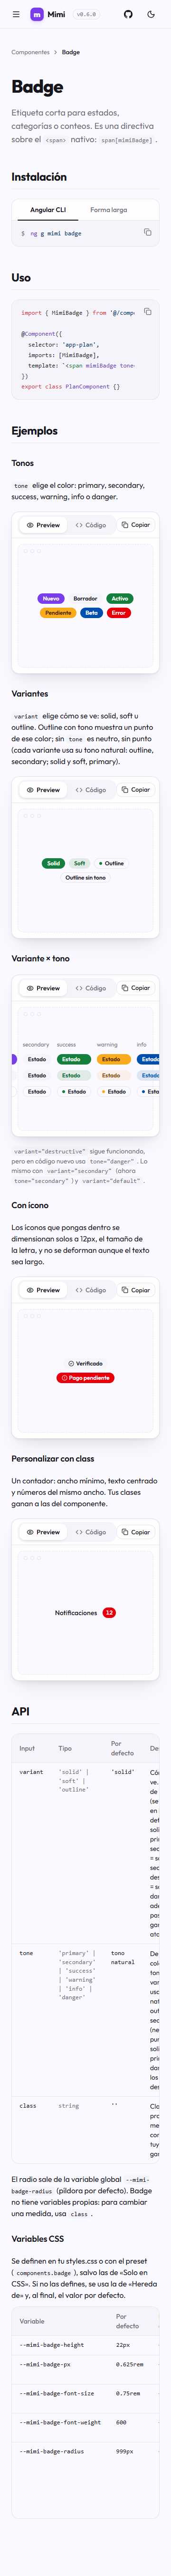 Mimi
v0.6.0
Componentes > Badge
Badge
Etiqueta corta para estados,
categorías o conteos. Es una directiva
sobre el <span> nativo: span[mimiBadge] .
Instalación
Angular CLI
Forma larga
$ ng g mimi badge
Uso
import { MimiBadge } from '@/comp
@Component({
selector: 'app-plan',
imports: [MimiBadge],
template: `<span mimiBadge tone=
})
export class PlanComponent {}
Ejemplos
Tonos
tone elige el color: primary, secondary,
success, warning, info o danger.
Preview
Código
Copiar
Nuevo
Borrador
Activo
Pendiente
Beta
Error
Variantes
variant elige cómo se ve: solid, soft u
outline. Outline con tono muestra un punto
de ese color; sin tone es neutro, sin punto
(cada variante usa su tono natural: outline,
secondary; solid y soft, primary).
Preview
Código
Copiar
Solid
Soft
Outline
Outline sin tono
Variante × tono
Preview
Código
Copiar
secondary
success
warning
info
Estado
Estado
Estado
Estado
Estado
Estado
Estado
Estado
Estado
Estado
Estado
variant="destructive" sigue funcionando,
pero en código nuevo usa tone="danger" . Lo
mismo con variant="secondary" (ahora
tone="secondary" ) y variant="default" .
Con ícono
Los íconos que pongas dentro se
dimensionan solos a 12px, el tamaño de
la letra, y no se deforman aunque el texto
sea largo.
Preview
Código
Copiar
Verificado
Pago pendiente
Personalizar con class
Un contador: ancho mínimo, texto centrado
y números del mismo ancho. Tus clases
ganan a las del componente.
Preview
Código
Copiar
Notificaciones
12
API
Input
Tipo
Por
defecto
variant
'solid' |
'soft' |
'outline'
'solid'
tone
'primary' |
'secondary'
| 'success'
| 'warning'
| 'info' |
'danger'
tono
natural
class
string
''
El radio sale de la variable global --mimi-
badge-radius (píldora por defecto). Badge
no tiene variables propias: para cambiar
una medida, usa class .
Variables CSS
Se definen en tu styles.css o con el preset
( components.badge ), salvo las de «Solo en
CSS». Si no las defines, se usa la de «Hereda
de» y, al final, el valor por defecto.
Variable
Por
defecto
--mimi-badge-height
22px
--mimi-badge-px
0.625rem
--mimi-badge-font-size
0.75rem
--mimi-badge-font-weight
600
--mimi-badge-radius
999px